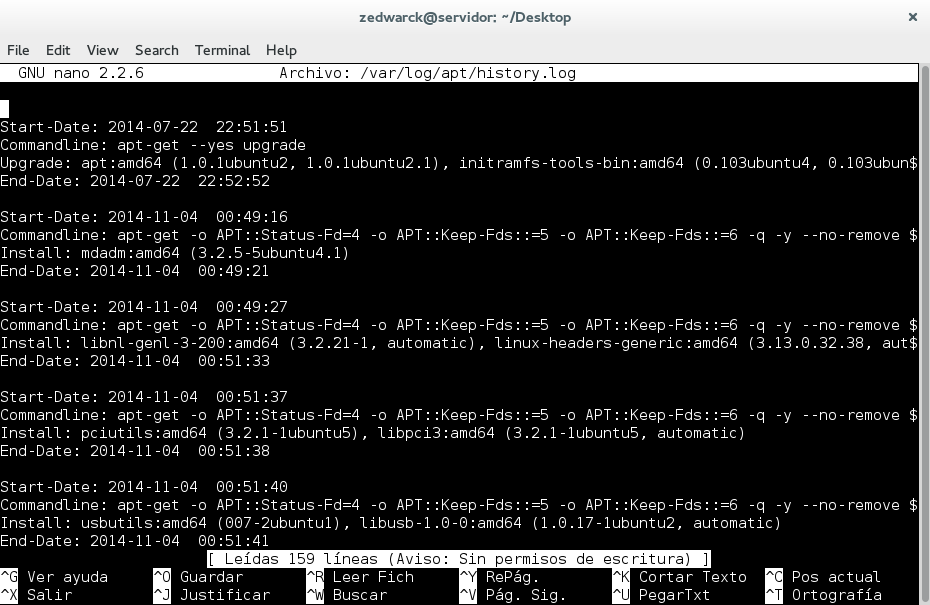 zedwarck@servidor: ~/Desktop ×
File Edit View Search Terminal Help
GNU nano 2.2.6 Archivo: /var/log/apt/history.log
Start-Date: 2014-07-22  22:51:51
Commandline: apt-get --yes upgrade
Upgrade: apt:amd64 (1.0.1ubuntu2, 1.0.1ubuntu2.1), initramfs-tools-bin:amd64 (0.103ubuntu4, 0.103ubun$
End-Date: 2014-07-22  22:52:52
Start-Date: 2014-11-04  00:49:16
Commandline: apt-get -o APT::Status-Fd=4 -o APT::Keep-Fds::=5 -o APT::Keep-Fds::=6 -q -y --no-remove $
Install: mdadm:amd64 (3.2.5-5ubuntu4.1)
End-Date: 2014-11-04  00:49:21
Start-Date: 2014-11-04  00:49:27
Commandline: apt-get -o APT::Status-Fd=4 -o APT::Keep-Fds::=5 -o APT::Keep-Fds::=6 -q -y --no-remove $
Install: libnl-genl-3-200:amd64 (3.2.21-1, automatic), linux-headers-generic:amd64 (3.13.0.32.38, aut$
End-Date: 2014-11-04  00:51:33
Start-Date: 2014-11-04  00:51:37
Commandline: apt-get -o APT::Status-Fd=4 -o APT::Keep-Fds::=5 -o APT::Keep-Fds::=6 -q -y --no-remove $
Install: pciutils:amd64 (3.2.1-1ubuntu5), libpci3:amd64 (3.2.1-1ubuntu5, automatic)
End-Date: 2014-11-04  00:51:38
Start-Date: 2014-11-04  00:51:40
Commandline: apt-get -o APT::Status-Fd=4 -o APT::Keep-Fds::=5 -o APT::Keep-Fds::=6 -q -y --no-remove $
Install: usbutils:amd64 (007-2ubuntu1), libusb-1.0-0:amd64 (1.0.17-1ubuntu2, automatic)
End-Date: 2014-11-04  00:51:41
[ Leídas 159 líneas (Aviso: Sin permisos de escritura) ]
^G Ver ayuda ^O Guardar ^R Leer Fich ^Y RePág. ^K Cortar Texto ^C Pos actual
^X Salir ^J Justificar ^W Buscar ^V Pág. Sig. ^U PegarTxt ^T Ortografía